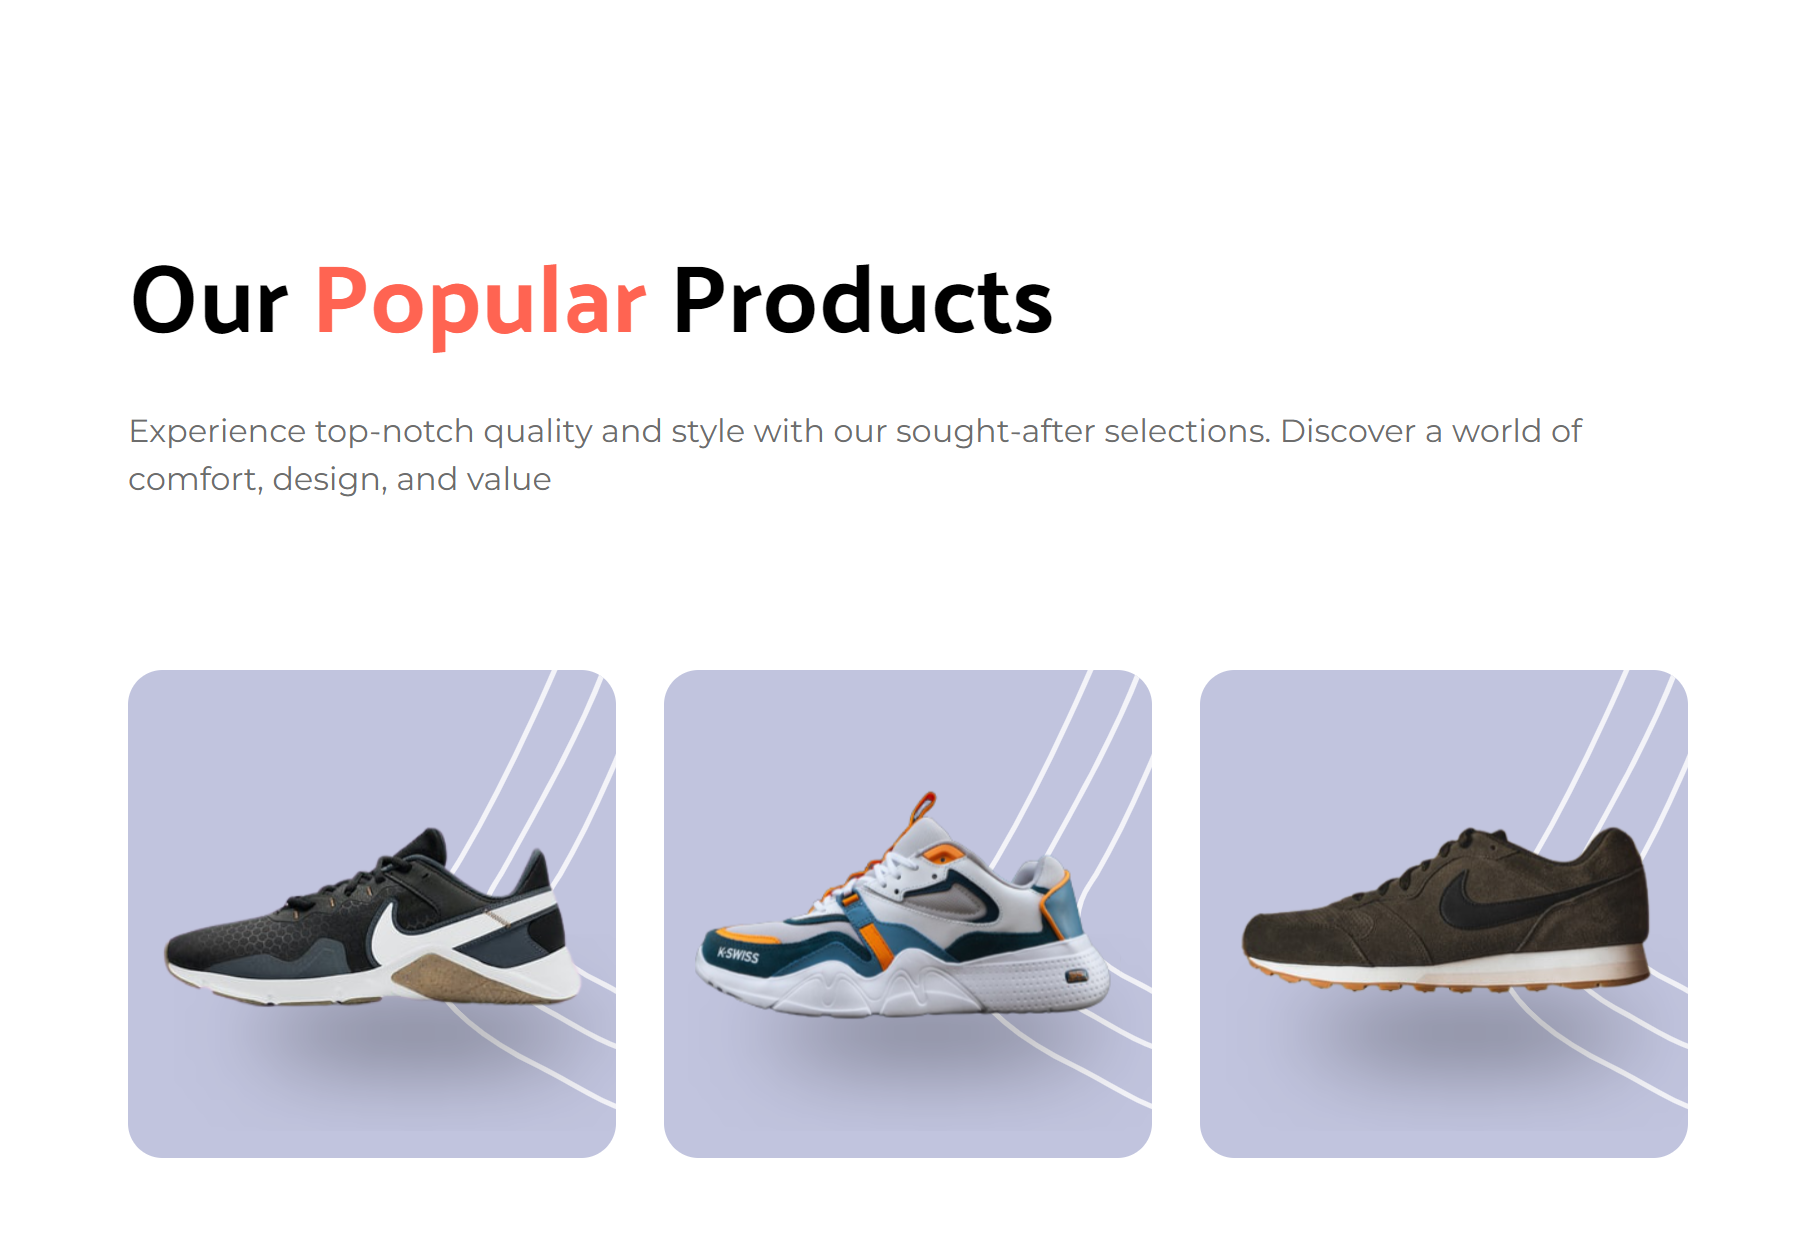 Our Popular Products
Experience top-notch quality and style with our sought-after selections. Discover a world of
comfort, design, and value
K-SWISS